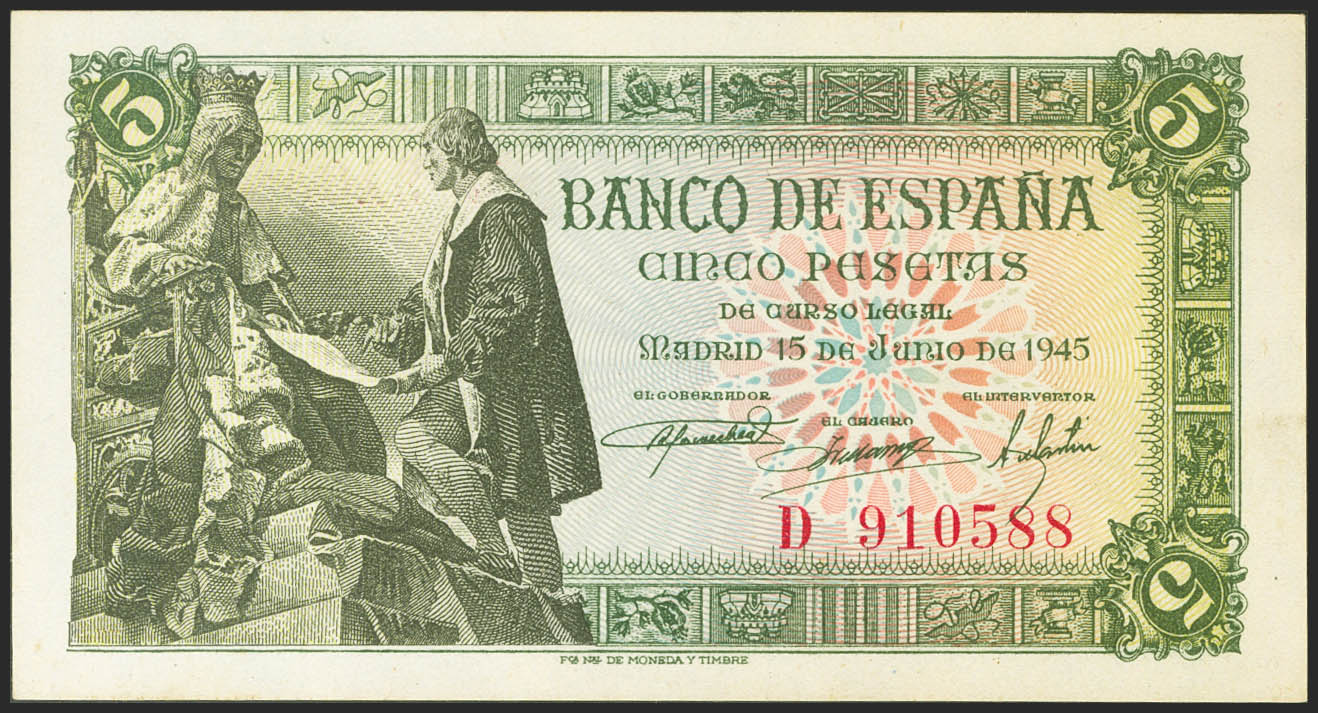 5 5
BANCO DE ESPAÑA
CINCO PESETAS
DE CURSO LEGAL
MADRID 15 DE JUNIO DE 1945
EL GOBERNADOR EL INTERVENTOR
EL CAJERO
D 910588
5
FCA NAL DE MONEDA Y TIMBRE